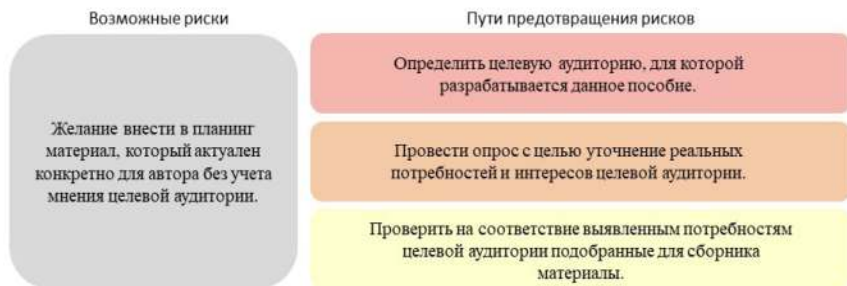 Возможные риски
Пути предотвращения рисков
Желание внести в планинг
материал, который актуален
конкретно для автора без учета
мнения целевой аудитории.
Определить целевую аудиторию, для которой
разрабатывается данное пособие.
Провести опрос с целью уточнение реальных
потребностей и интересов целевой аудитории.
Проверить на соответствие выявленным потребностям
целевой аудитории подобранные для сборника
материалы.